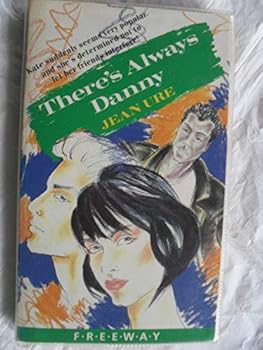 Kate suddenly seems very popular.
and she's determined not to
let her friends interfere!
There's Always
Danny
JEAN URE
F•R•E•E•W•A•Y